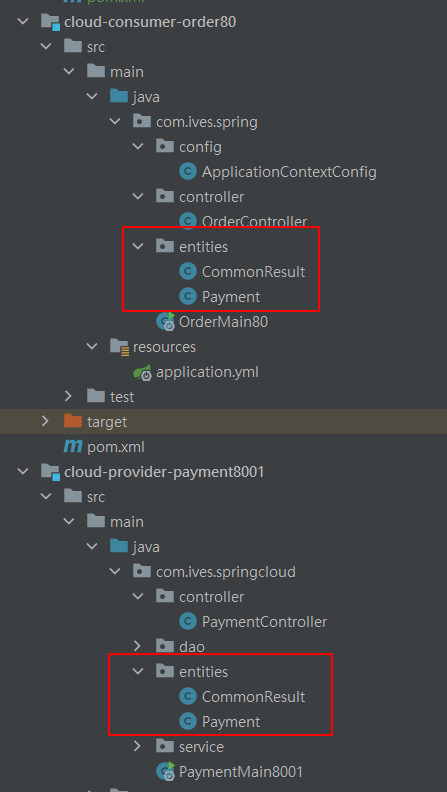 pom.xml
cloud-consumer-order80
src
main
java
com.ives.spring
config
ApplicationContextConfig
controller
OrderController
entities
CommonResult
Payment
OrderMain80
resources
application.yml
test
target
m pom.xml
cloud-provider-payment8001
src
main
java
com.ives.springcloud
controller
PaymentController
dao
entities
CommonResult
Payment
service
PaymentMain8001